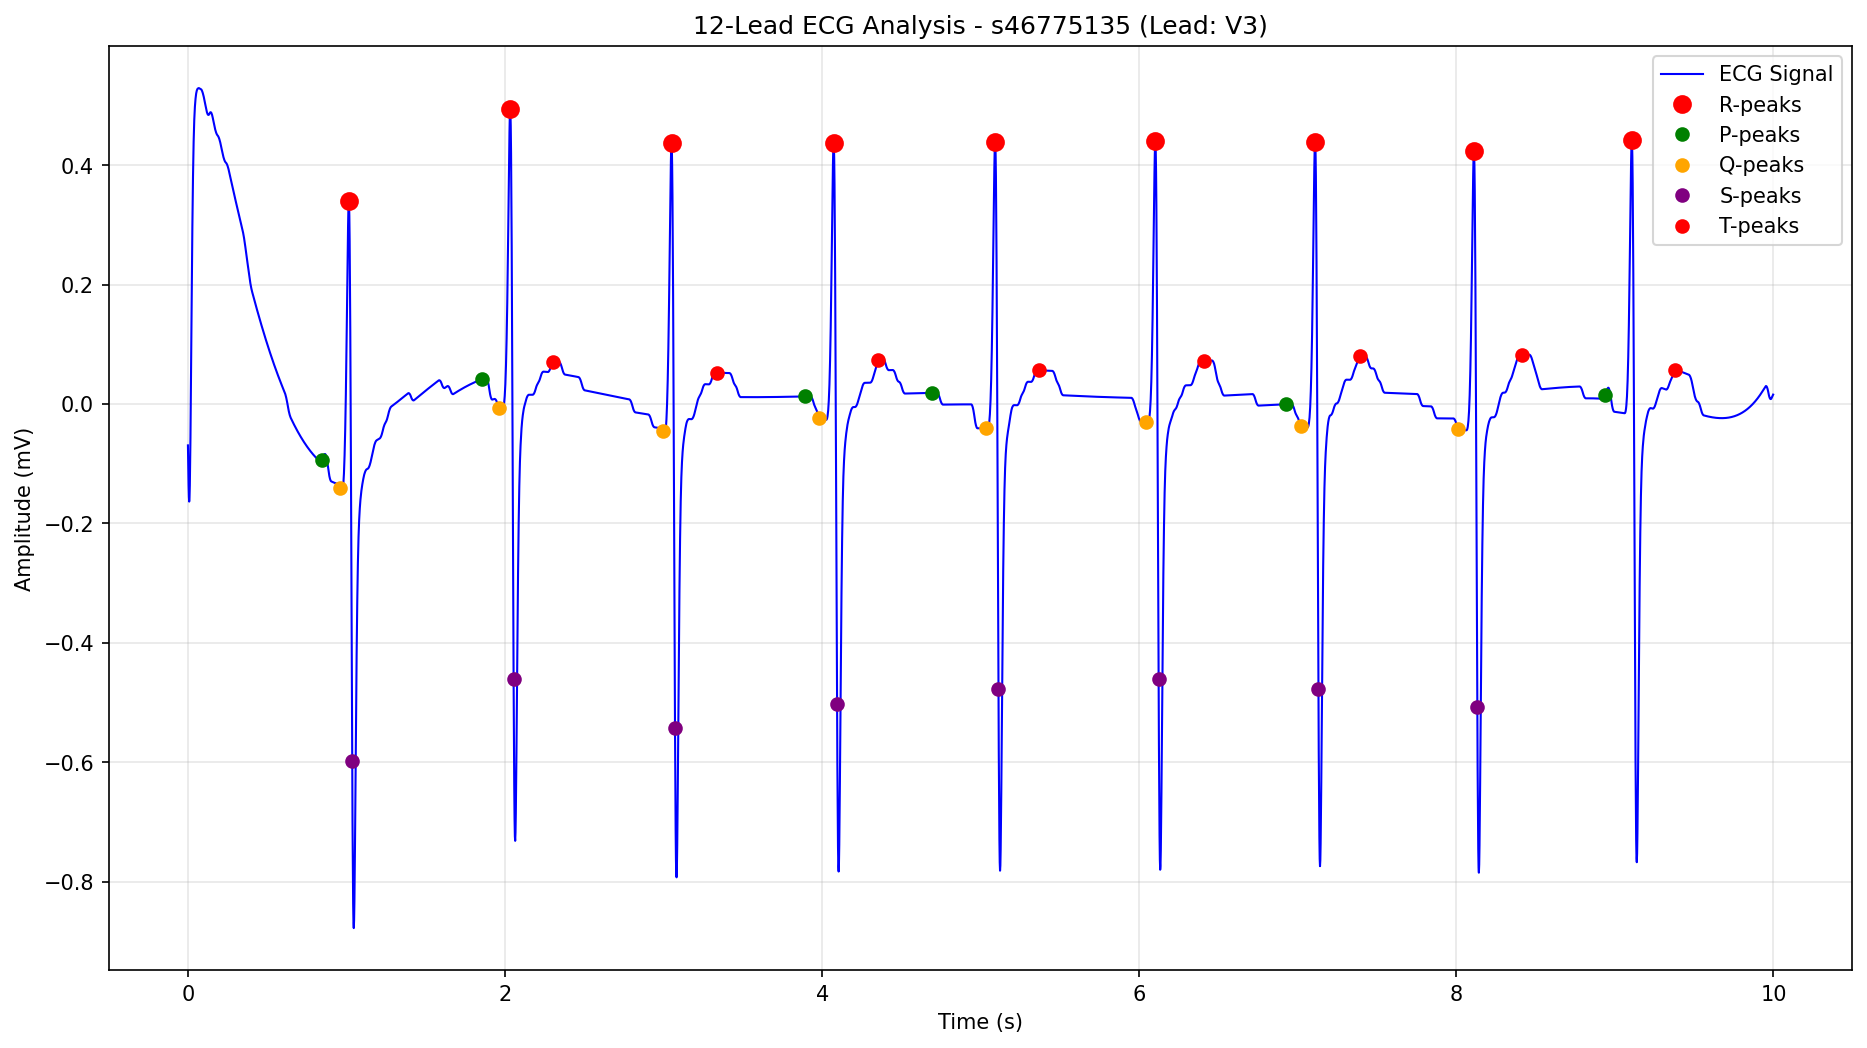 12-Lead ECG Analysis - s46775135 (Lead: V3)
ECG Signal
R-peaks
P-peaks
Q-peaks
S-peaks
T-peaks
Amplitude (mV)
0.4
0.2
0.0
−0.2
−0.4
−0.6
−0.8
0
2
4
6
8
10
Time (s)